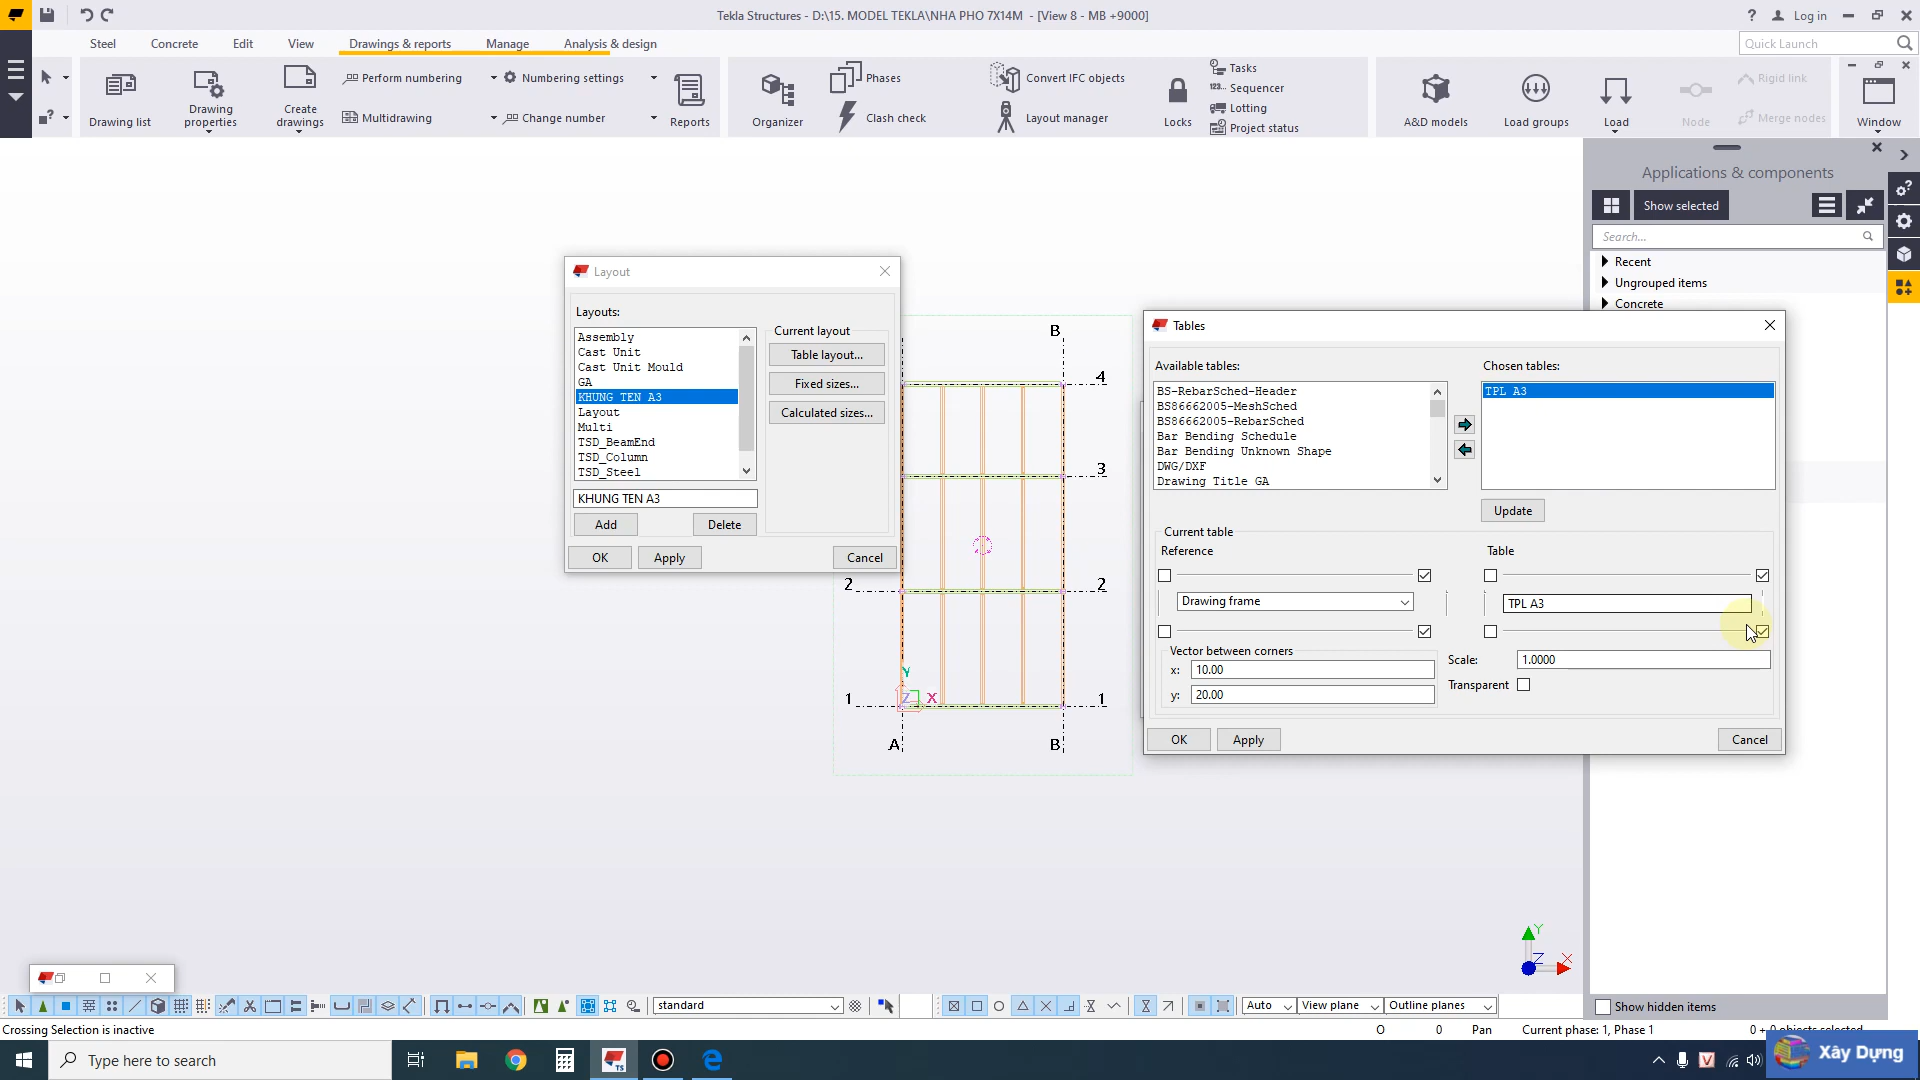 Tekla Structures - D:\15. MODEL TEKLA\NHA PHO 7X14M - [View 8 - MB +9000]
? Log in
Steel Concrete Edit View Drawings & reports Manage Analysis & design
Quick Launch
Drawing list
Drawing properties
Create drawings
Perform numbering
Multidrawing
Numbering settings
Change number
Reports
Organizer
Phases
Clash check
Convert IFC objects
Layout manager
Locks
Tasks
Sequencer
Lotting
Project status
A&D models
Load groups
Load
Node
Rigid link
Merge nodes
Window
Applications & components
Show selected
Search...
Recent
Ungrouped items
Concrete
Layout
Layouts:
Assembly
Cast Unit
Cast Unit Mould
GA
KHUNG TEN A3
Layout
Multi
TSD_BeamEnd
TSD_Column
TSD_Steel
KHUNG TEN A3
Add Delete
OK Apply Cancel
Current layout
Table layout...
Fixed sizes...
Calculated sizes...
B
4
3
2 2
1 1
A B
Y
Z X
Tables
Available tables:
BS-RebarSched-Header
BS86662005-MeshSched
BS86662005-RebarSched
Bar Bending Schedule
Bar Bending Unknown Shape
DWG/DXF
Drawing Title GA
Chosen tables:
TPL A3
Update
Current table
Reference Table
Drawing frame
TPL A3
Vector between corners
x: 10.00
y: 20.00
Scale: 1.0000
Transparent
OK Apply Cancel
Y
Z X
standard
Auto View plane Outline planes
Show hidden items
Crossing Selection is inactive
O 0 Pan Current phase: 1, Phase 1 0 + 0 objects selected
Type here to search
TS
V
Xây Dựng